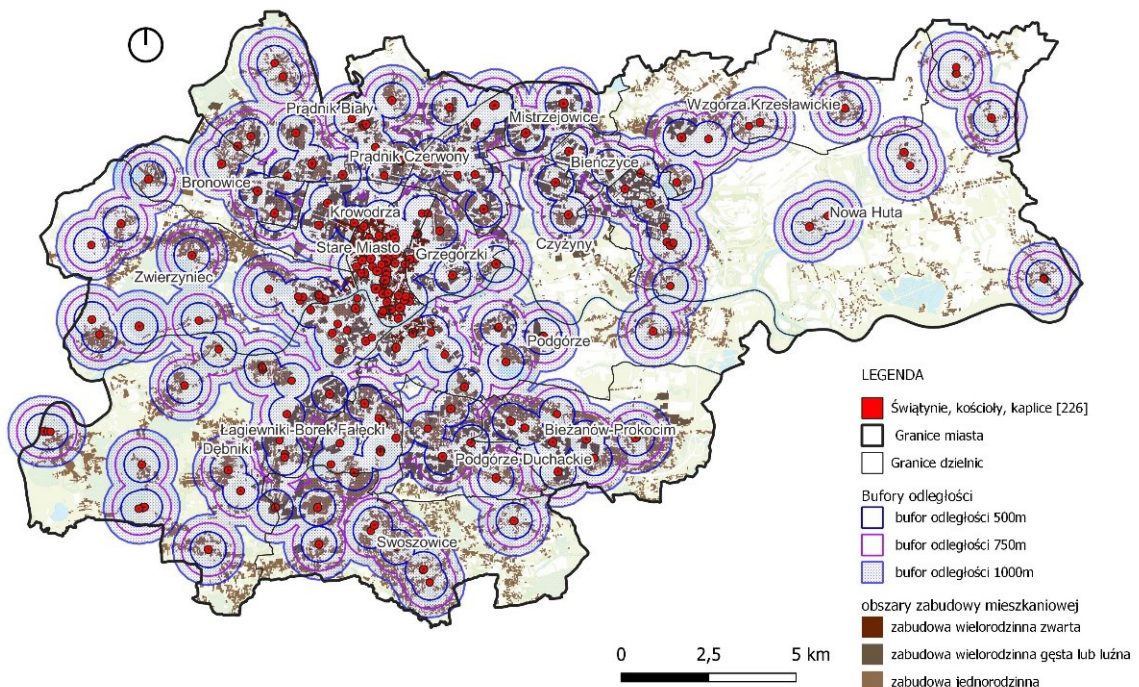 Prądnik Biały
Mistrzejowice
Wzgórza Krzesławickie
Prądnik Czerwony
Bieńczyce
Bronowice
Krowodrza
Nowa Huta
Stare Miasto
Grzegórzki
Czyżyny
Zwierzyniec
Podgórze
Łagiewniki-Borek Fałęcki
Bieżanów-Prokocim
Dębniki
Podgórze Duchackie
Swoszowice
LEGENDA
Świątynie, kościoły, kaplice [226]
Granice miasta
Granice dzielnic
Bufory odległości
bufor odległości 500m
bufor odległości 750m
bufor odległości 1000m
obszary zabudowy mieszkaniowej
zabudowa wielorodzinna zwarta
zabudowa wielorodzinna gęsta lub luźna
zabudowa jednorodzinna
0 2,5 5 km